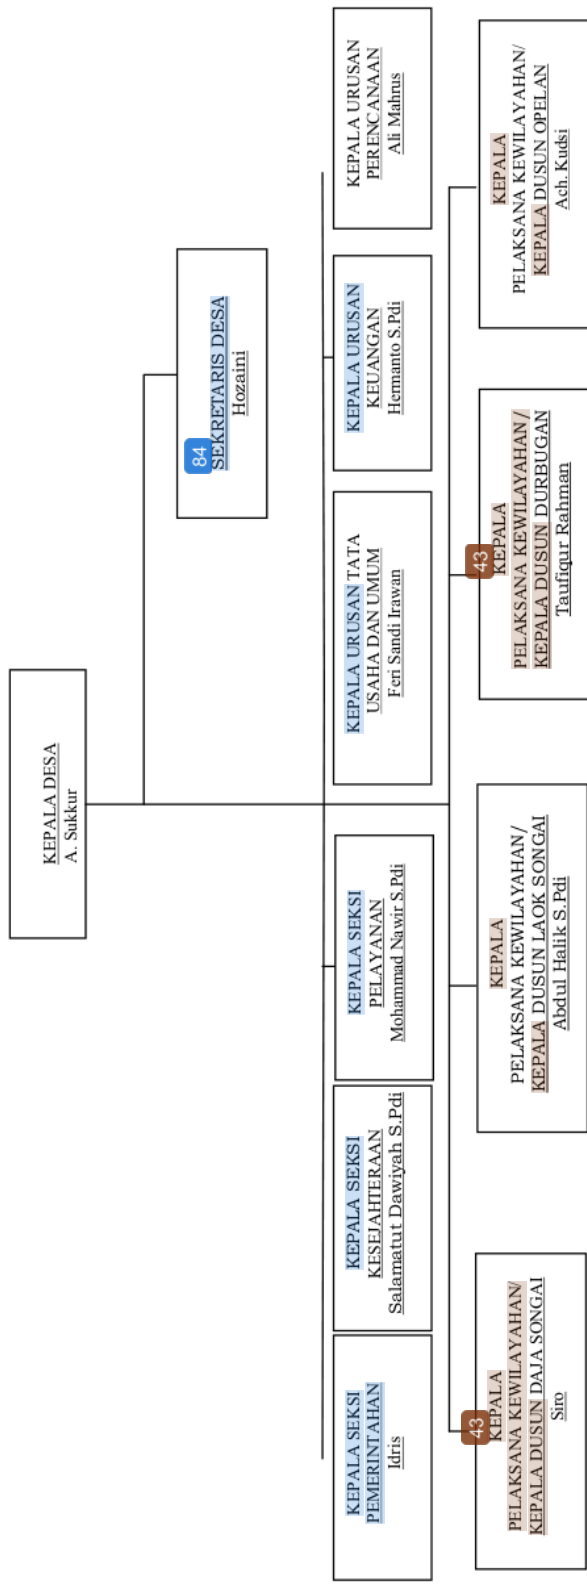 KEPALA DESA
A. Sukkur
84
SEKRETARIS DESA
Hozaini
KEPALA SEKSI
PEMERINTAHAN
Idris
KEPALA SEKSI
KESEJAHTERAAN
Salamatut Dawiyah S.Pdi
KEPALA SEKSI
PELAYANAN
Mohammad Nawir S.Pdi
KEPALA URUSAN TATA
USAHA DAN UMUM
Feri Sandi Irawan
KEPALA URUSAN
KEUANGAN
Hermanto S.Pdi
KEPALA URUSAN
PERENCANAAN
Ali Mahrus
43
KEPALA
PELAKSANA KEWILAYAHAN/
KEPALA DUSUN DAJA SONGAI
Siro
KEPALA
PELAKSANA KEWILAYAHAN/
KEPALA DUSUN LAOK SONGAI
Abdul Halik S.Pdi
43
KEPALA
PELAKSANA KEWILAYAHAN/
KEPALA DUSUN DURBUGAN
Taufiqur Rahman
KEPALA
PELAKSANA KEWILAYAHAN/
KEPALA DUSUN OPELAN
Ach. Kudsi